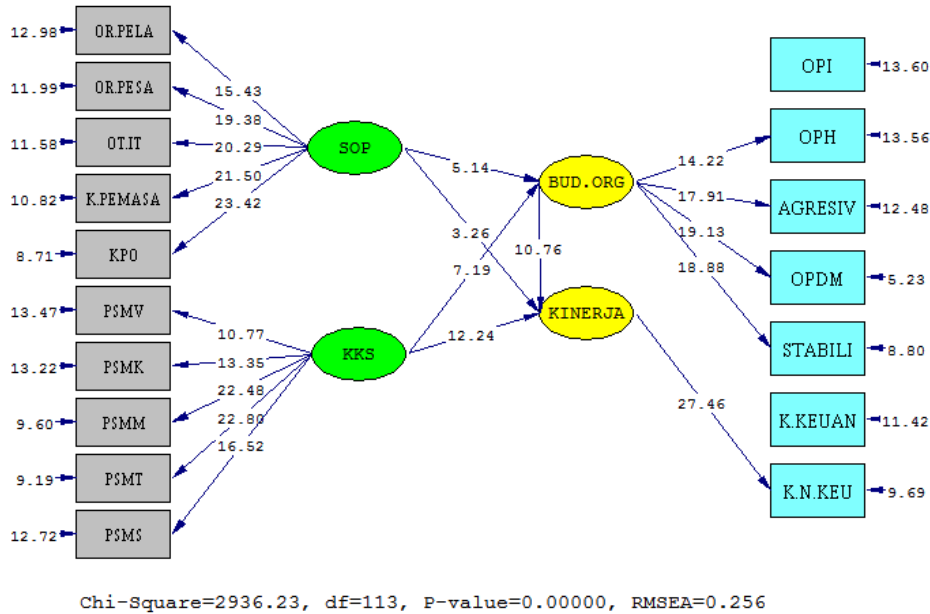 12.98 OR.PELA
11.99 OR.PESA
11.58 OT.IT
10.82 K.PEMASA
8.71 KPO
13.47 PSMV
13.22 PSMK
9.60 PSMM
9.19 PSMT
12.72 PSMS
15.43
19.38
20.29
21.50
23.42
10.77
13.35
22.48
22.80
16.52
SOP
KKS
5.14
3.26
7.19
12.24
10.76
BUD.ORG
KINERJA
14.22
17.91
19.13
18.88
27.46
OPI 13.60
OPH 13.56
AGRESIV 12.48
OPDM 5.23
STABILI 8.80
K.KEUAN 11.42
K.N.KEU 9.69
Chi-Square=2936.23, df=113, P-value=0.00000, RMSEA=0.256